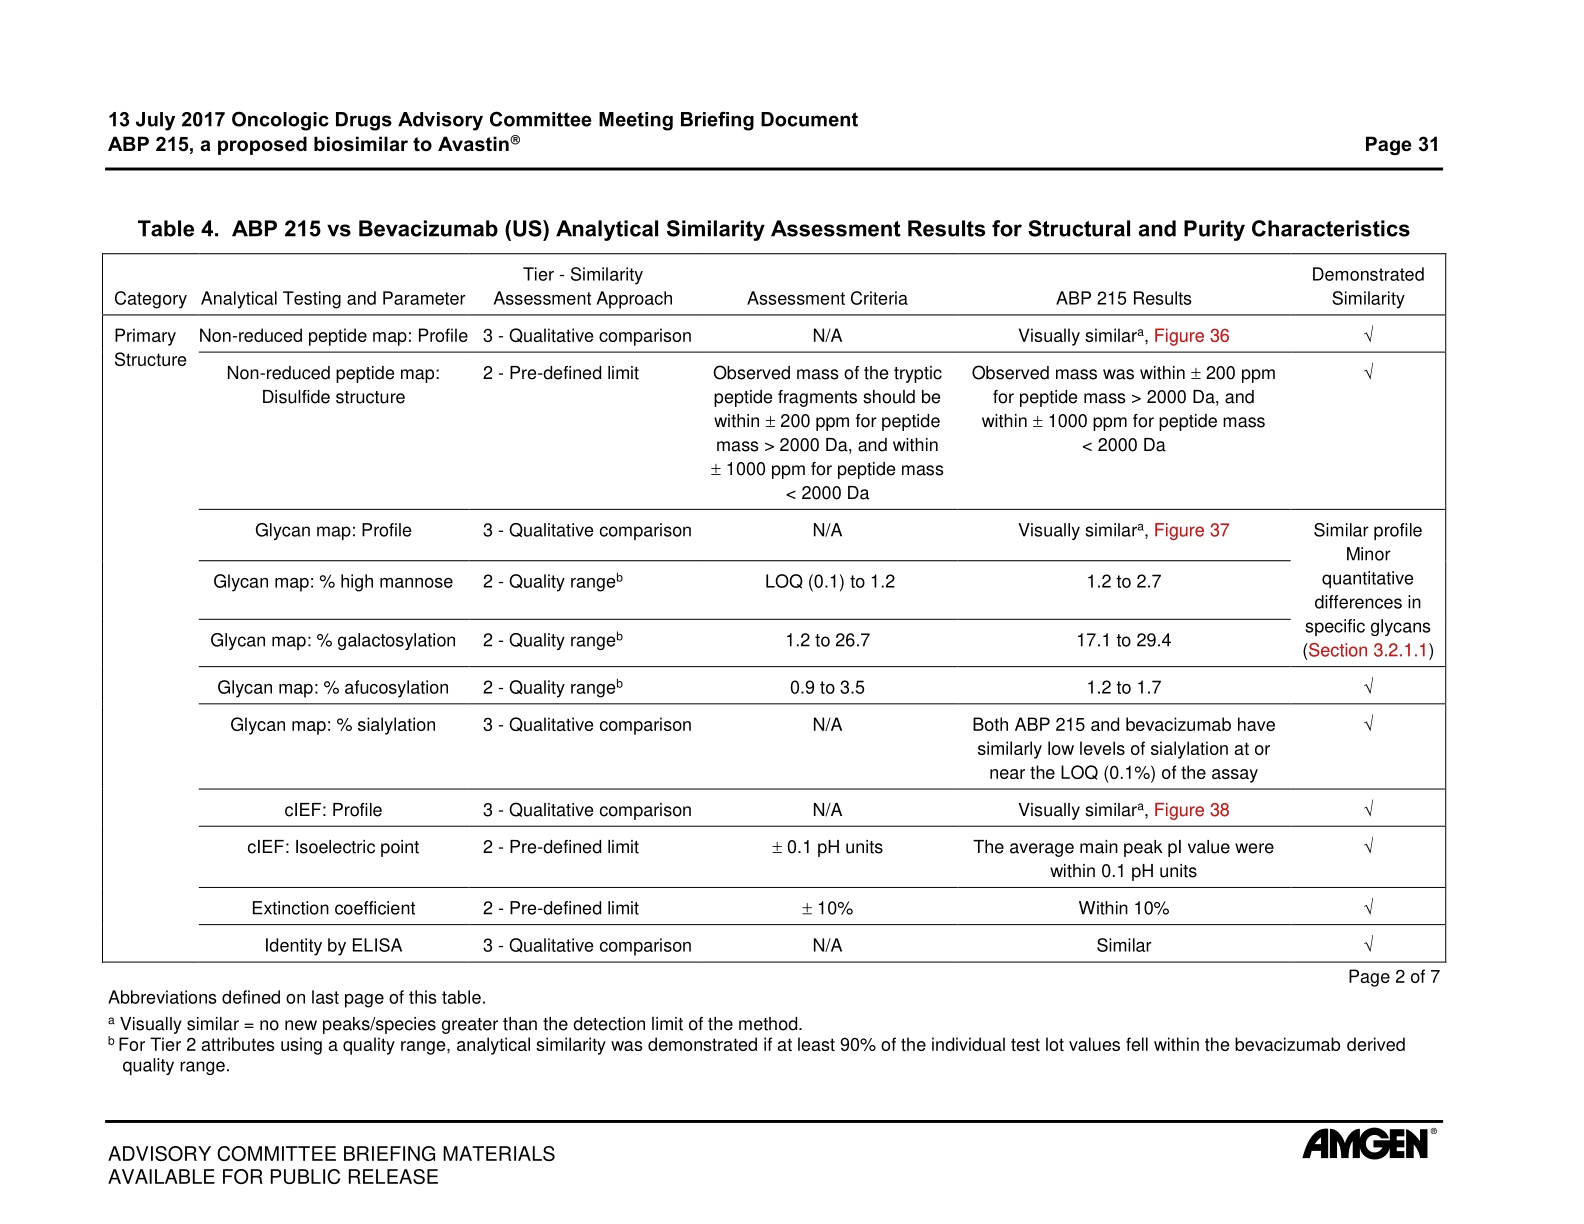 13 July 2017 Oncologic Drugs Advisory Committee Meeting Briefing Document
ABP 215, a proposed biosimilar to Avastin® Page 31
Table 4. ABP 215 vs Bevacizumab (US) Analytical Similarity Assessment Results for Structural and Purity Characteristics
Category
Analytical Testing and Parameter
Tier - Similarity
Assessment Approach
Assessment Criteria
ABP 215 Results
Demonstrated
Similarity
Primary
Structure
Non-reduced peptide map: Profile
3 - Qualitative comparison
N/A
Visually similarᵃ, Figure 36
√
Non-reduced peptide map:
Disulfide structure
2 - Pre-defined limit
Observed mass of the tryptic
peptide fragments should be
within ± 200 ppm for peptide
mass > 2000 Da, and within
± 1000 ppm for peptide mass
< 2000 Da
Observed mass was within ± 200 ppm
for peptide mass > 2000 Da, and
within ± 1000 ppm for peptide mass
< 2000 Da
√
Glycan map: Profile
3 - Qualitative comparison
N/A
Visually similarᵃ, Figure 37
Similar profile
Minor
quantitative
differences in
specific glycans
(Section 3.2.1.1)
Glycan map: % high mannose
2 - Quality rangeᵇ
LOQ (0.1) to 1.2
1.2 to 2.7
Glycan map: % galactosylation
2 - Quality rangeᵇ
1.2 to 26.7
17.1 to 29.4
Glycan map: % afucosylation
2 - Quality rangeᵇ
0.9 to 3.5
1.2 to 1.7
√
Glycan map: % sialylation
3 - Qualitative comparison
N/A
Both ABP 215 and bevacizumab have
similarly low levels of sialylation at or
near the LOQ (0.1%) of the assay
√
cIEF: Profile
3 - Qualitative comparison
N/A
Visually similarᵃ, Figure 38
√
cIEF: Isoelectric point
2 - Pre-defined limit
± 0.1 pH units
The average main peak pI value were
within 0.1 pH units
√
Extinction coefficient
2 - Pre-defined limit
± 10%
Within 10%
√
Identity by ELISA
3 - Qualitative comparison
N/A
Similar
√
Page 2 of 7
Abbreviations defined on last page of this table.
ᵃ Visually similar = no new peaks/species greater than the detection limit of the method.
ᵇ For Tier 2 attributes using a quality range, analytical similarity was demonstrated if at least 90% of the individual test lot values fell within the bevacizumab derived
quality range.
ADVISORY COMMITTEE BRIEFING MATERIALS
AVAILABLE FOR PUBLIC RELEASE
AMGEN®